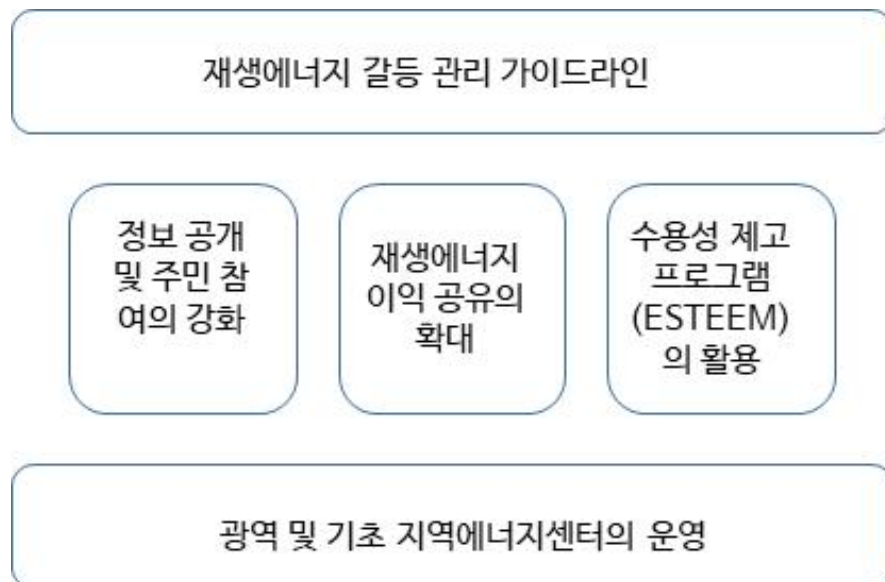 재생에너지 갈등 관리 가이드라인
정보 공개
및 주민 참
여의 강화
재생에너지
이익 공유의
확대
수용성 제고
프로그램
(ESTEEM)
의 활용
광역 및 기초 지역에너지센터의 운영